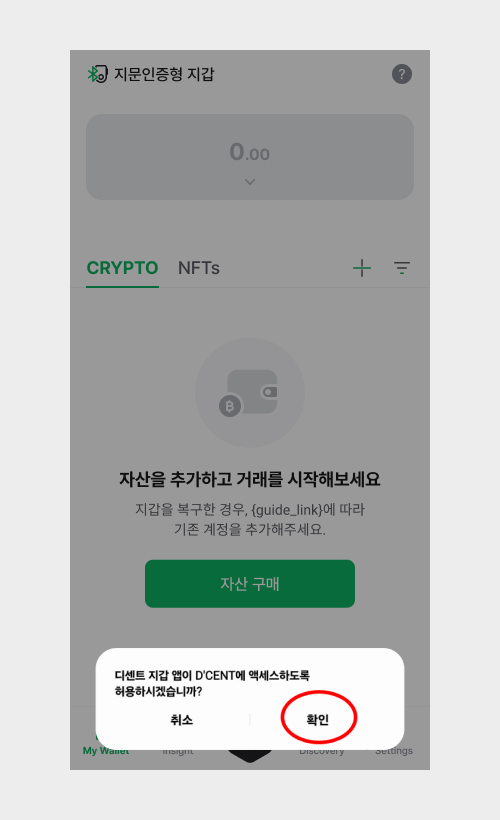 지문인증형 지갑
?
0.00
CRYPTO NFTs
자산을 추가하고 거래를 시작해보세요
지갑을 복구한 경우, {guide_link}에 따라
기존 계정을 추가해주세요.
자산 구매
디센트 지갑 앱이 D'CENT에 액세스하도록
허용하시겠습니까?
취소 확인
My Wallet Insight Discovery Settings